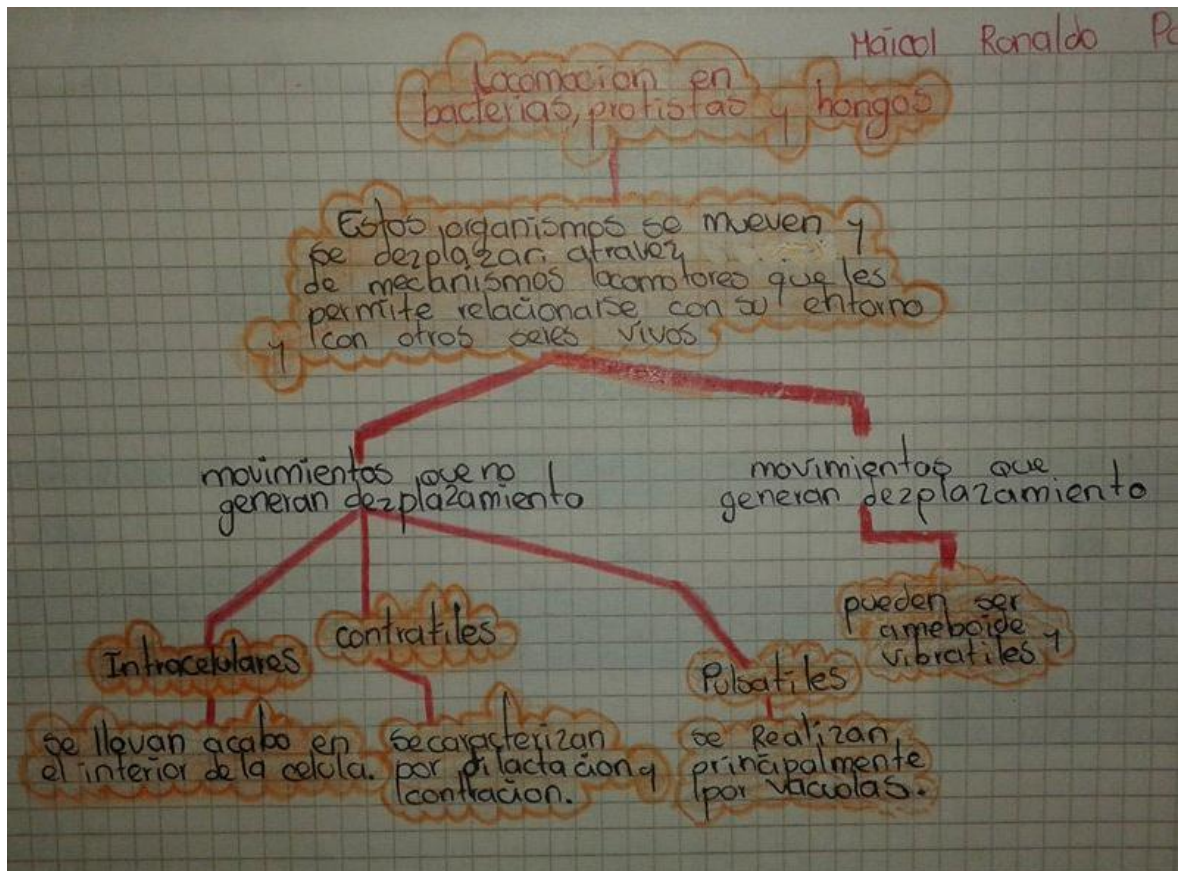 Maicol Ronaldo
Locomocion en
bacterias, protistas y hongos
Estos organismos se mueven y
se dezplazan atravez
de mecanismos locomotores que les
permite relacionarse con su entorno
y con otros seres vivos
movimientos que no
generan dezplazamiento
movimientos que
generan dezplazamiento
Intracelulares
contratiles
Pulsatiles
pueden ser
ameboide y
vibratiles
se llevan acabo en
el interior de la celula.
se caracterizan
por dilactacion y
contracion.
se Realizan
principalmente
por vacuolas.